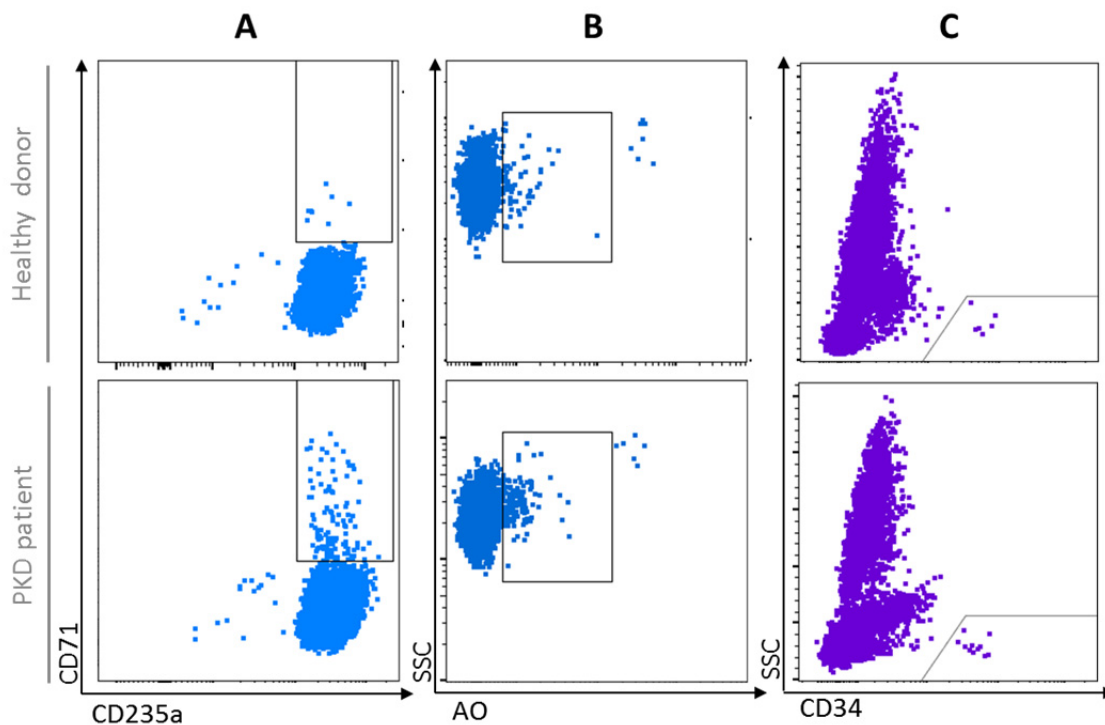 A
B
C
Healthy donor
PKD patient
CD71
SSC
SSC
CD235a
AO
CD34